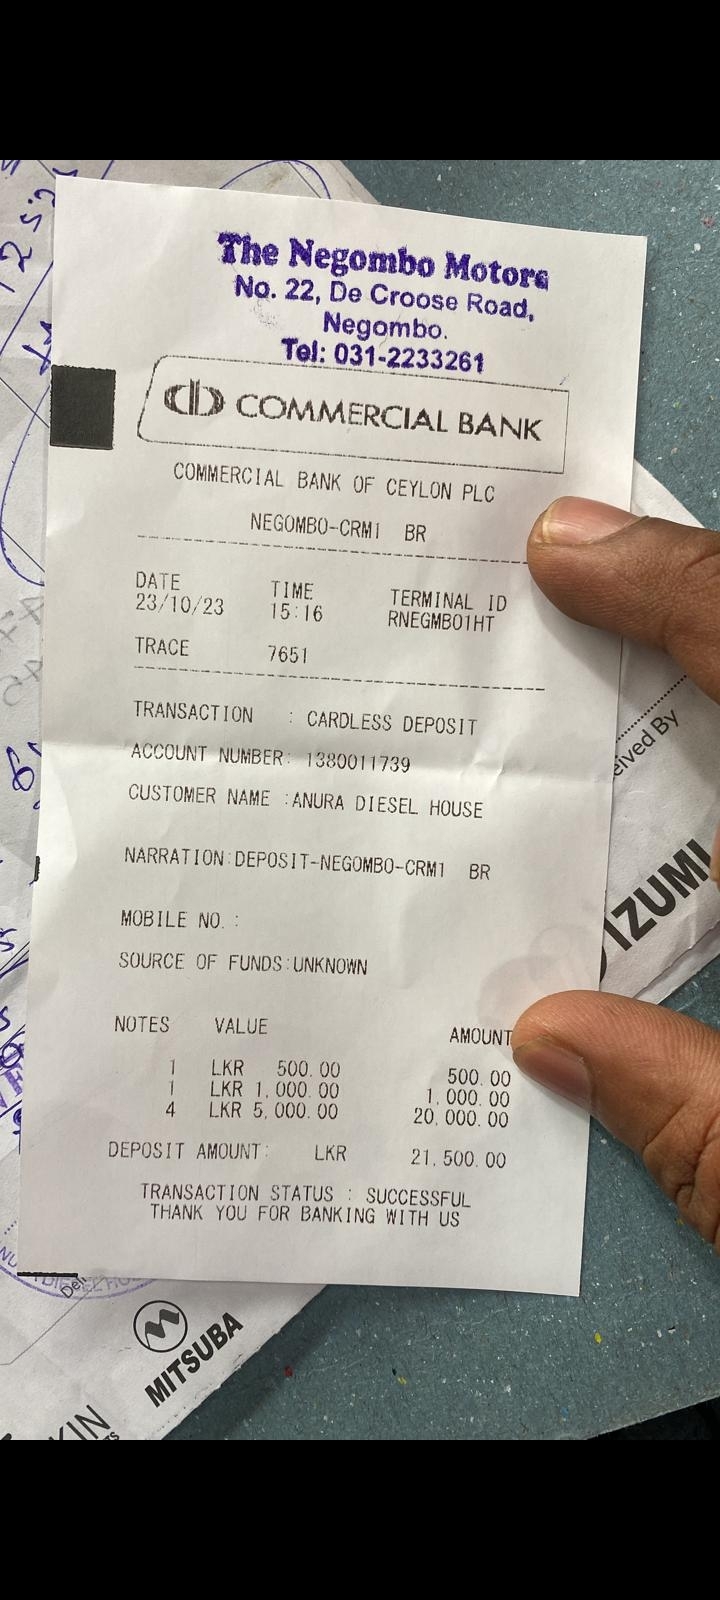 The Negombo Motors
No. 22, De Croose Road,
Negombo.
Tel: 031-2233261
COMMERCIAL BANK
COMMERCIAL BANK OF CEYLON PLC
NEGOMBO-CRM1 BR
DATE TIME TERMINAL ID
23/10/23 15:16 RNEGMB01HT
TRACE 7651
TRANSACTION : CARDLESS DEPOSIT
ACCOUNT NUMBER: 1380011739
CUSTOMER NAME :ANURA DIESEL HOUSE
NARRATION:DEPOSIT-NEGOMBO-CRM1 BR
MOBILE NO. :
SOURCE OF FUNDS:UNKNOWN
NOTES VALUE AMOUNT
1 LKR 500.00 500.00
1 LKR 1,000.00 1,000.00
4 LKR 5,000.00 20,000.00
DEPOSIT AMOUNT: LKR 21,500.00
TRANSACTION STATUS : SUCCESSFUL
THANK YOU FOR BANKING WITH US
eived By
IZUMI
MITSUBA
KIN